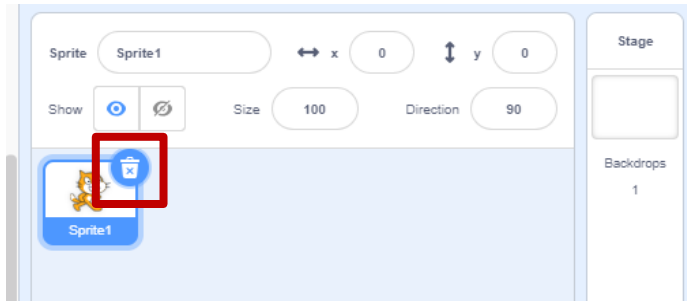 Sprite Sprite1 x 0 y 0 Stage
Show Size 100 Direction 90
Backdrops
1
Sprite1